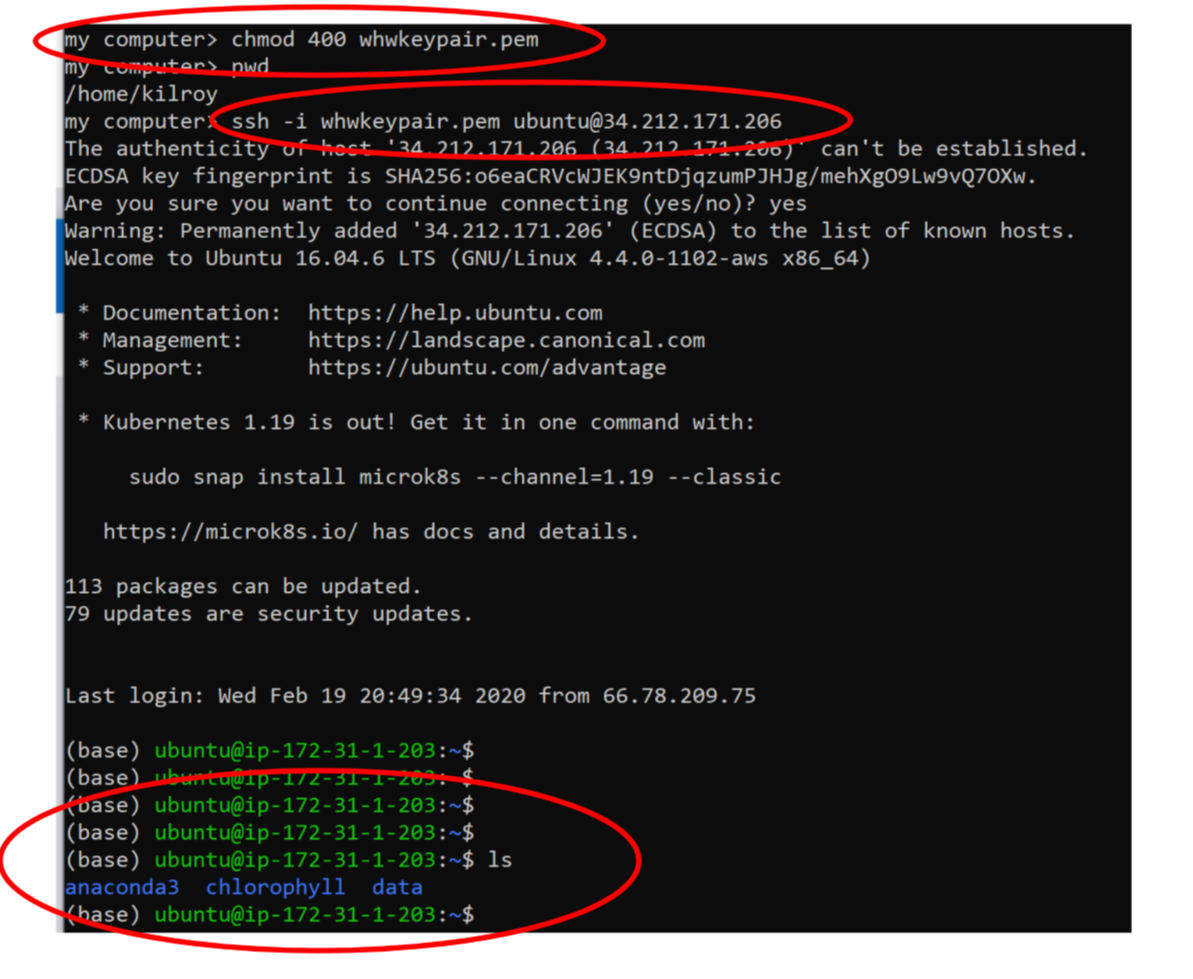 my computer> chmod 400 whwkeypair.pem
my computer> pwd
/home/kilroy
my computer> ssh -i whwkeypair.pem ubuntu@34.212.171.206
The authenticity of host '34.212.171.206 (34.212.171.206)' can't be established.
ECDSA key fingerprint is SHA256:o6eaCRVcWJEK9ntDjqzumPJHJg/mehXgO9Lw9vQ7OXw.
Are you sure you want to continue connecting (yes/no)? yes
Warning: Permanently added '34.212.171.206' (ECDSA) to the list of known hosts.
Welcome to Ubuntu 16.04.6 LTS (GNU/Linux 4.4.0-1102-aws x86_64)
* Documentation:  https://help.ubuntu.com
* Management:     https://landscape.canonical.com
* Support:        https://ubuntu.com/advantage
* Kubernetes 1.19 is out! Get it in one command with:
sudo snap install microk8s --channel=1.19 --classic
https://microk8s.io/ has docs and details.
113 packages can be updated.
79 updates are security updates.
Last login: Wed Feb 19 20:49:34 2020 from 66.78.209.75
(base) ubuntu@ip-172-31-1-203:~$
(base) ubuntu@ip-172-31-1-203:~$
(base) ubuntu@ip-172-31-1-203:~$
(base) ubuntu@ip-172-31-1-203:~$
(base) ubuntu@ip-172-31-1-203:~$ ls
anaconda3  chlorophyll  data
(base) ubuntu@ip-172-31-1-203:~$